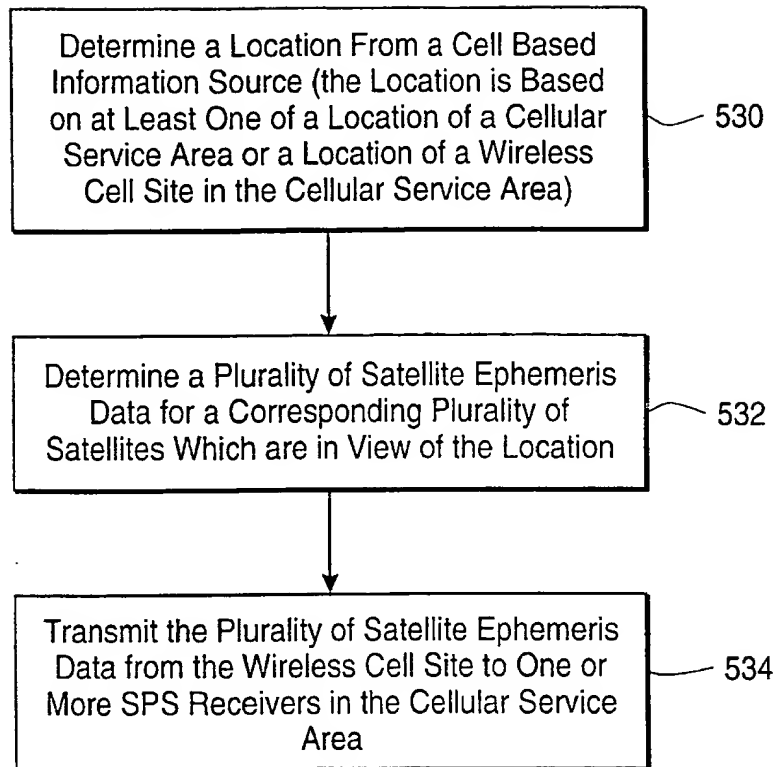 Determine a Location From a Cell Based
Information Source (the Location is Based
on at Least One of a Location of a Cellular
Service Area or a Location of a Wireless
Cell Site in the Cellular Service Area)
530
Determine a Plurality of Satellite Ephemeris
Data for a Corresponding Plurality of
Satellites Which are in View of the Location
532
Transmit the Plurality of Satellite Ephemeris
Data from the Wireless Cell Site to One or
More SPS Receivers in the Cellular Service
Area
534